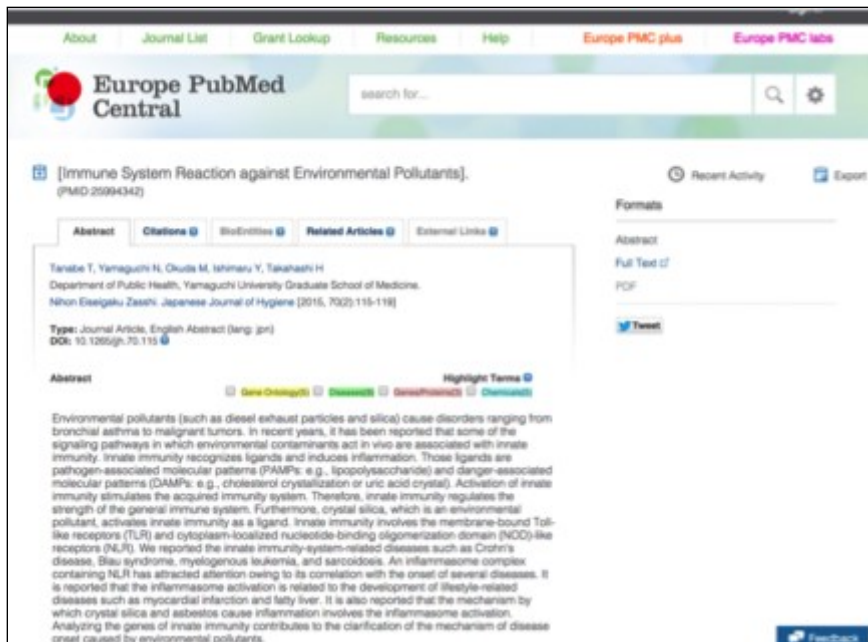 About Journal List Grant Lookup Resources Help Europe PMC plus Europe PMC labs
Europe PubMed
Central
search for...
[Immune System Reaction against Environmental Pollutants].
(PMID:25994342)
Recent Activity Export
Formats
Abstract Citations BioEntities Related Articles External Links
Abstract
Tanabe T, Yamaguchi N, Okuda M, Ishimaru Y, Takahashi H
Full Text
Department of Public Health, Yamaguchi University Graduate School of Medicine.
PDF
Nihon Eiseigaku Zasshi. Japanese Journal of Hygiene [2015, 70(2):115-119]
Tweet
Type: Journal Article, English Abstract (lang: jpn)
DOI: 10.1265/jjh.70.115
Abstract Highlight Terms
Gene Ontology(5) Diseases(9) Genes/Proteins(3) Chemicals(5)
Environmental pollutants (such as diesel exhaust particles and silica) cause disorders ranging from
bronchial asthma to malignant tumors. In recent years, it has been reported that some of the
signaling pathways in which environmental contaminants act in vivo are associated with innate
immunity. Innate immunity recognizes ligands and induces inflammation. Those ligands are
pathogen-associated molecular patterns (PAMPs: e.g., lipopolysaccharide) and danger-associated
molecular patterns (DAMPs: e.g., cholesterol crystallization or uric acid crystal). Activation of innate
immunity stimulates the acquired immunity system. Therefore, innate immunity regulates the
strength of the general immune system. Furthermore, crystal silica, which is an environmental
pollutant, activates innate immunity as a ligand. Innate immunity involves the membrane-bound Toll-
like receptors (TLR) and cytoplasm-localized nucleotide-binding oligomerization domain (NOD)-like
receptors (NLR). We reported the innate immunity-system-related diseases such as Crohn's
disease, Blau syndrome, myelogenous leukemia, and sarcoidosis. An inflammasome complex
containing NLR has attracted attention owing to its correlation with the onset of several diseases. It
is reported that the inflammasome activation is related to the development of lifestyle-related
diseases such as myocardial infarction and fatty liver. It is also reported that the mechanism by
which crystal silica and asbestos cause inflammation involves the inflammasome activation.
Analyzing the genes of innate immunity contributes to the clarification of the mechanism of disease
onset caused by environmental pollutants.
Feedback